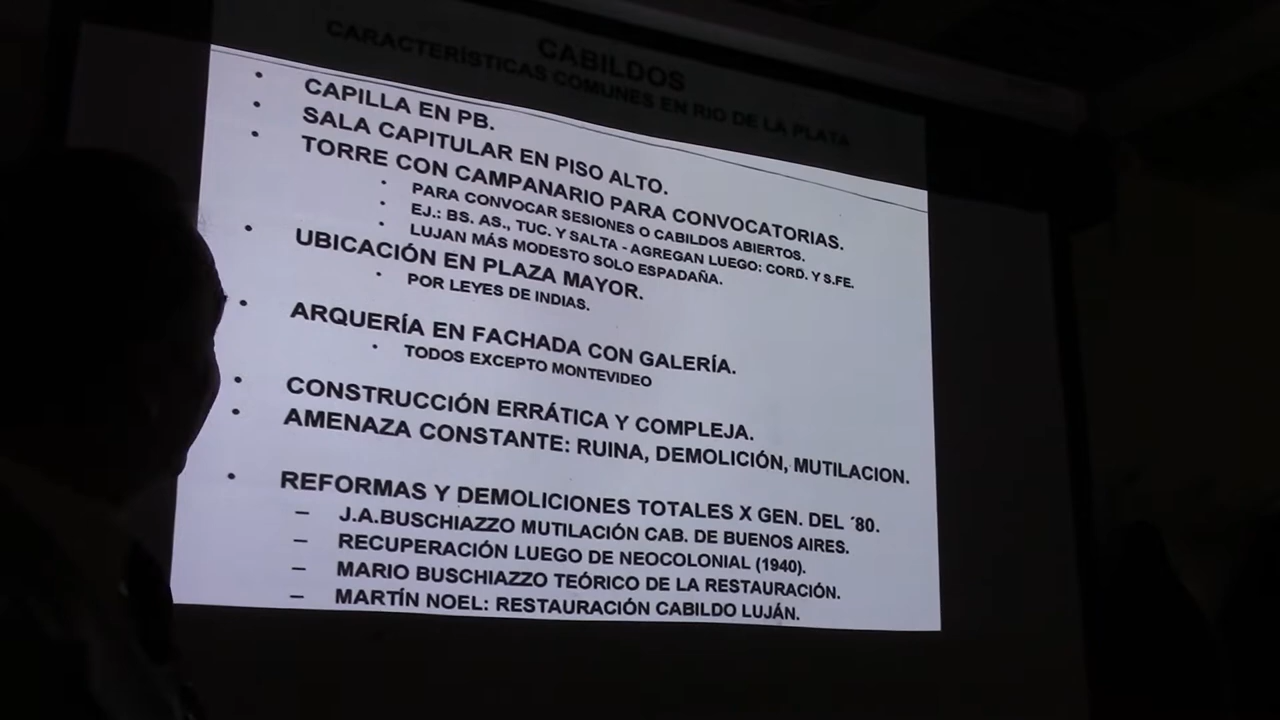 CABILDOS
CARACTERÍSTICAS COMUNES EN RIO DE LA PLATA
• CAPILLA EN PB.
• SALA CAPITULAR EN PISO ALTO.
• TORRE CON CAMPANARIO PARA CONVOCATORIAS.
• PARA CONVOCAR SESIONES O CABILDOS ABIERTOS.
• EJ.: BS. AS., TUC. Y SALTA - AGREGAN LUEGO: CORD. Y S.FE.
• LUJAN MÁS MODESTO SOLO ESPADAÑA.
• UBICACIÓN EN PLAZA MAYOR.
• POR LEYES DE INDIAS.
• ARQUERÍA EN FACHADA CON GALERÍA.
• TODOS EXCEPTO MONTEVIDEO
• CONSTRUCCIÓN ERRÁTICA Y COMPLEJA.
• AMENAZA CONSTANTE: RUINA, DEMOLICIÓN, MUTILACION.
• REFORMAS Y DEMOLICIONES TOTALES X GEN. DEL ´80.
– J.A.BUSCHIAZZO MUTILACIÓN CAB. DE BUENOS AIRES.
– RECUPERACIÓN LUEGO DE NEOCOLONIAL (1940).
– MARIO BUSCHIAZZO TEÓRICO DE LA RESTAURACIÓN.
– MARTÍN NOEL: RESTAURACIÓN CABILDO LUJÁN.